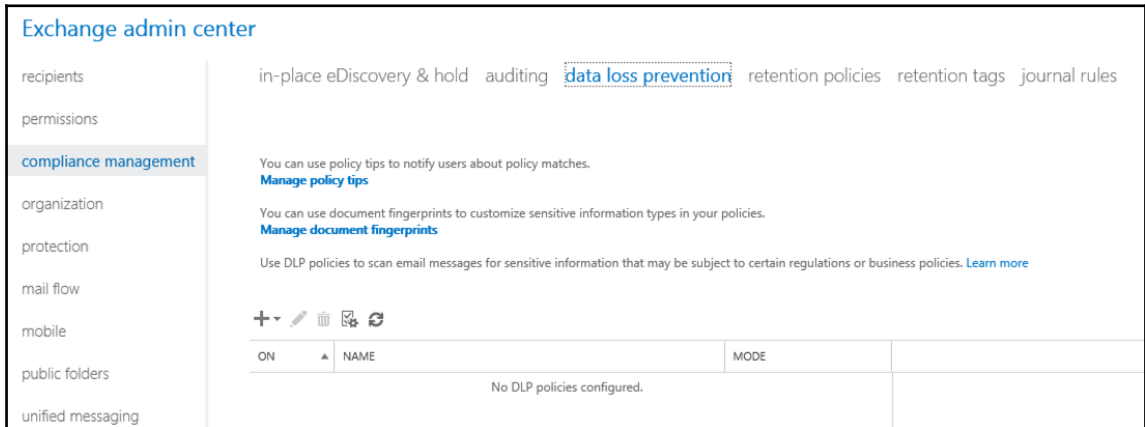 Exchange admin center
recipients
permissions
compliance management
organization
protection
mail flow
mobile
public folders
unified messaging
in-place eDiscovery & hold auditing data loss prevention retention policies retention tags journal rules
You can use policy tips to notify users about policy matches.
Manage policy tips
You can use document fingerprints to customize sensitive information types in your policies.
Manage document fingerprints
Use DLP policies to scan email messages for sensitive information that may be subject to certain regulations or business policies. Learn more
ON NAME MODE
No DLP policies configured.